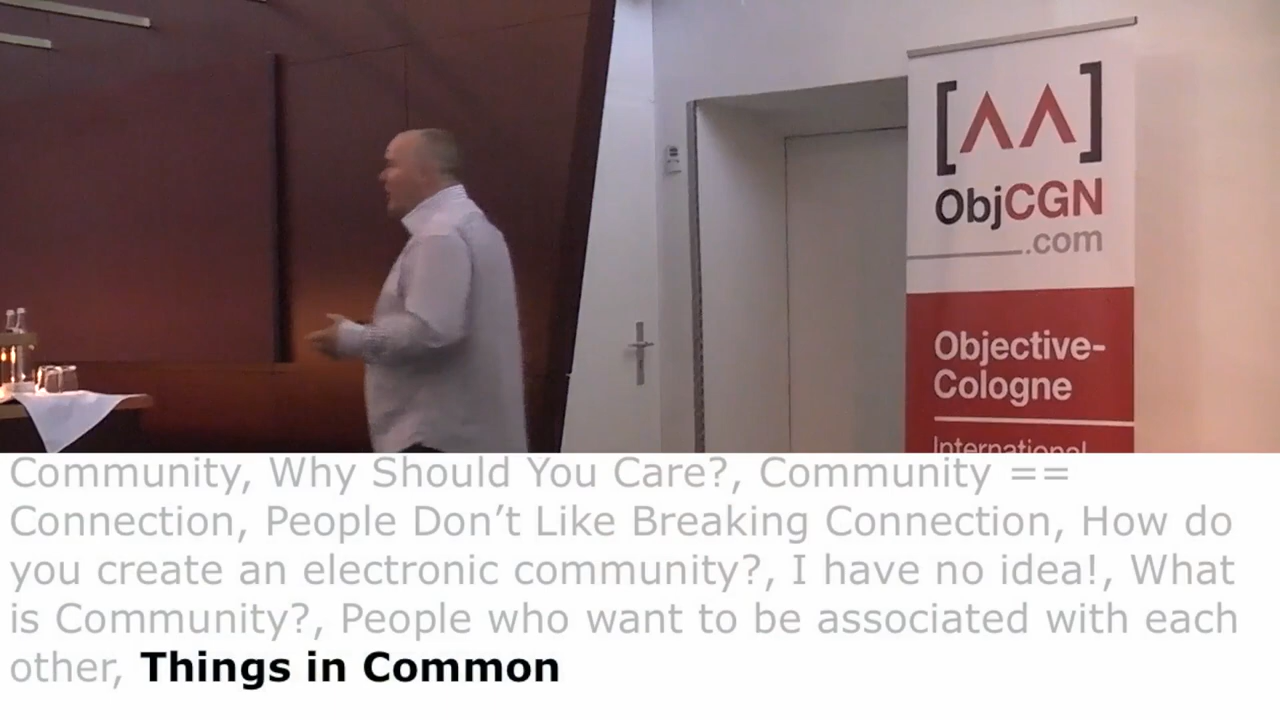 [^^]
ObjCGN
.com
Objective-
Cologne
International
Community, Why Should You Care?, Community ==
Connection, People Don’t Like Breaking Connection, How do
you create an electronic community?, I have no idea!, What
is Community?, People who want to be associated with each
other, Things in Common